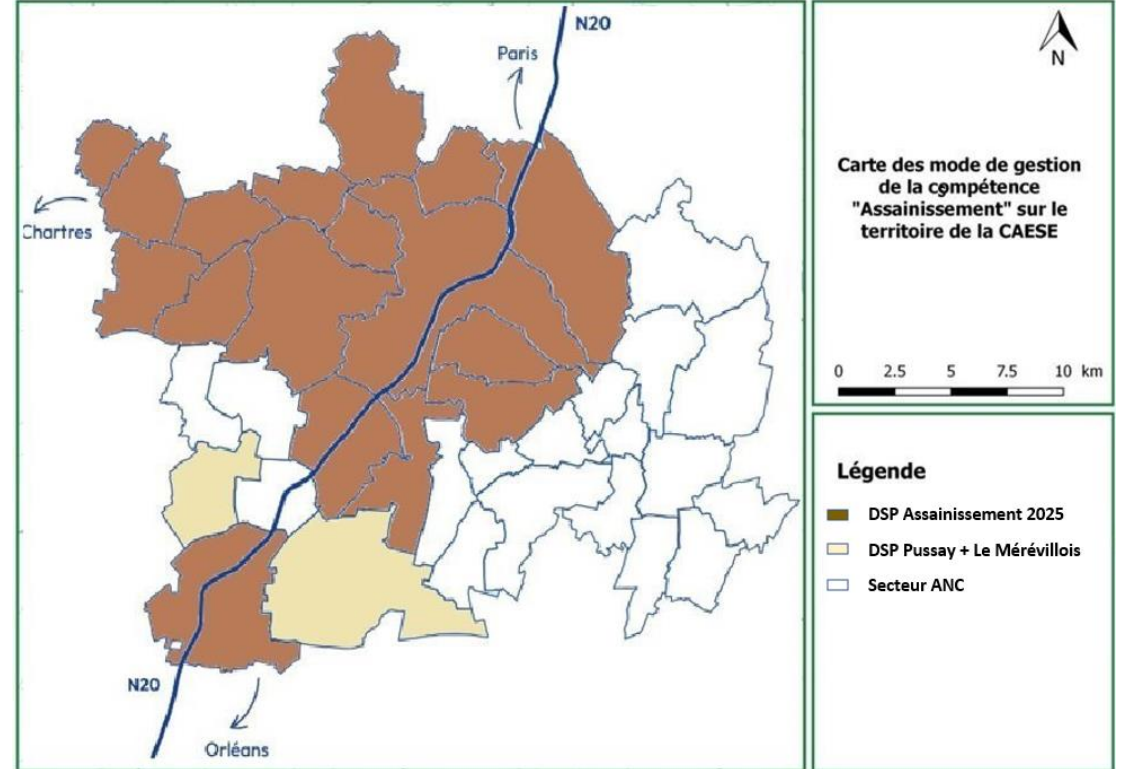 N20
Paris
Chartres
N20
Orléans
N
Carte des mode de gestion
de la compétence
"Assainissement" sur le
territoire de la CAESE
0 2.5 5 7.5 10 km
Légende
DSP Assainissement 2025
DSP Pussay + Le Mérévillois
Secteur ANC